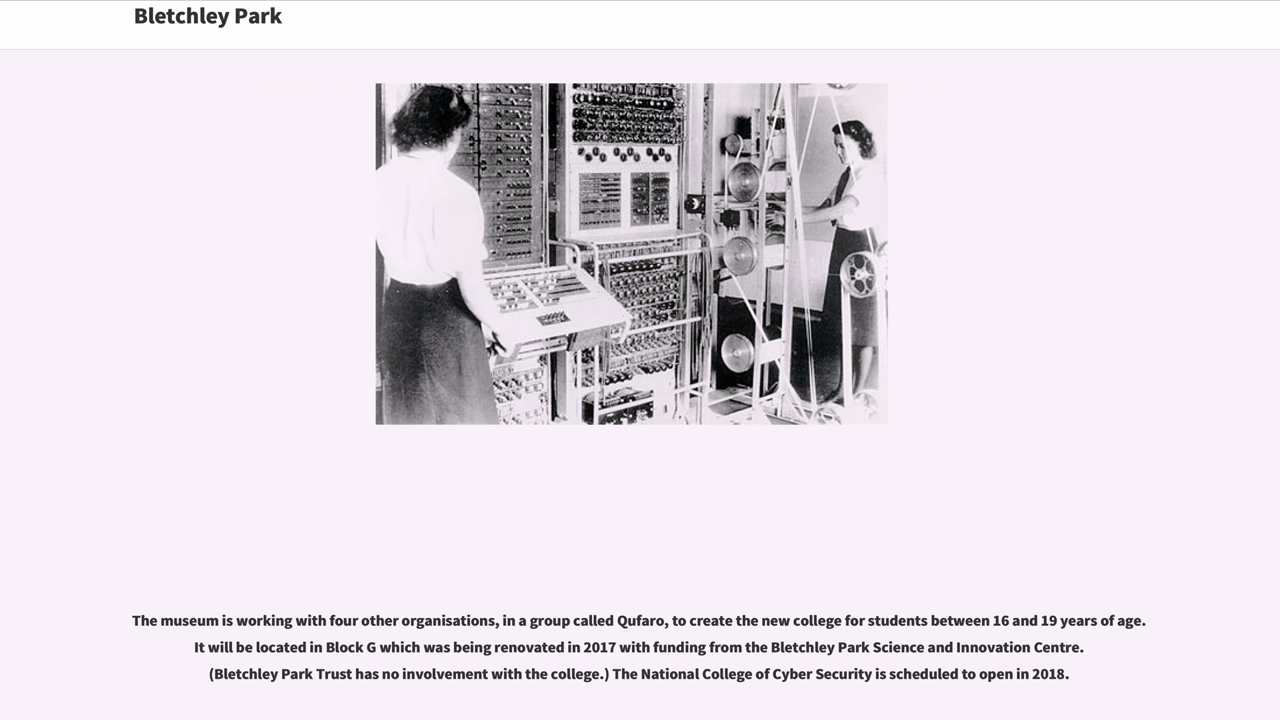 Bletchley Park
The museum is working with four other organisations, in a group called Qufaro, to create the new college for students between 16 and 19 years of age.
It will be located in Block G which was being renovated in 2017 with funding from the Bletchley Park Science and Innovation Centre.
(Bletchley Park Trust has no involvement with the college.) The National College of Cyber Security is scheduled to open in 2018.